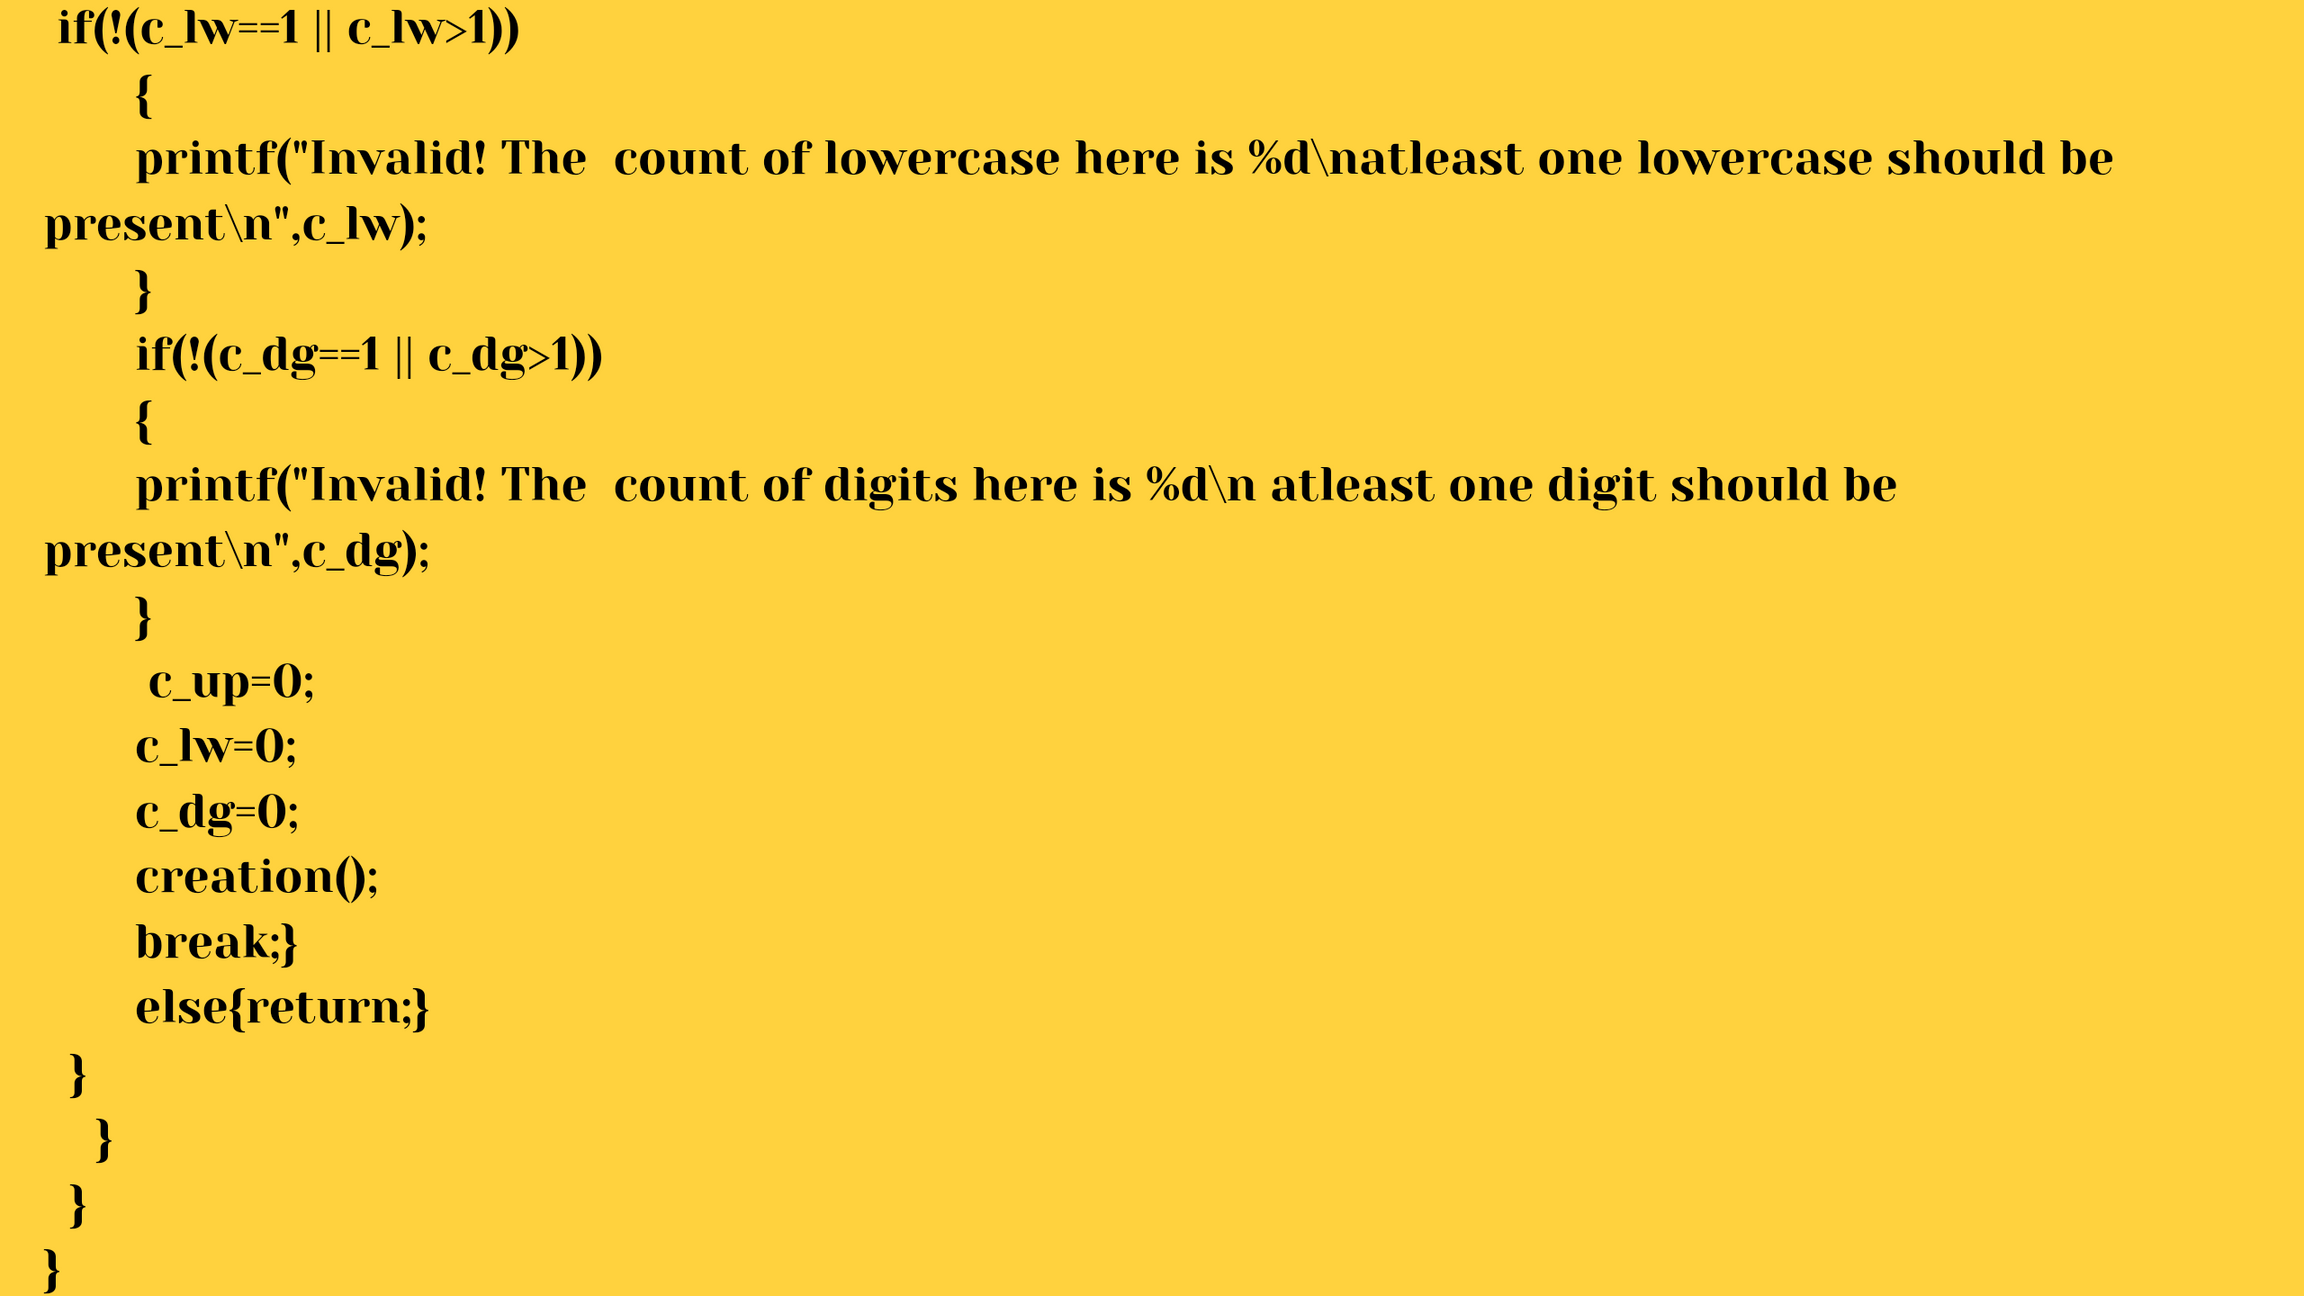 if(!(c_lw==1 || c_lw>1))
{
printf("Invalid! The  count of lowercase here is %d\natleast one lowercase should be
present\n",c_lw);
}
if(!(c_dg==1 || c_dg>1))
{
printf("Invalid! The  count of digits here is %d\n atleast one digit should be
present\n",c_dg);
}
c_up=0;
c_lw=0;
c_dg=0;
creation();
break;}
else{return;}
}
}
}
}